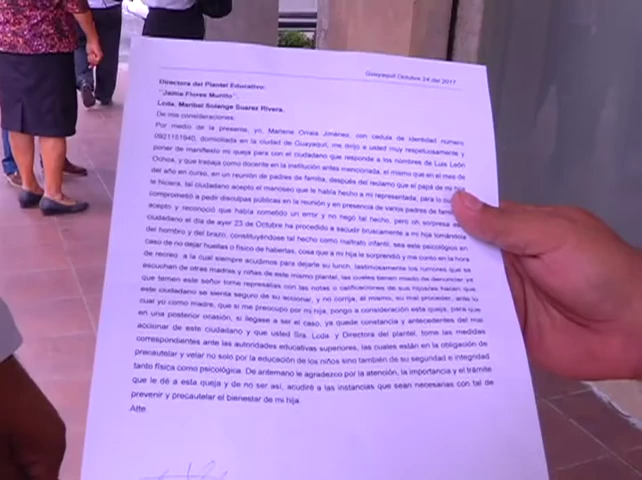 Guayaquil Octubre 24 del 2017
Directora del Plantel Educativo:
"Jaime Flores Murillo".
Lcda. Maribel Solange Suarez Rivera.
De mis consideraciones:
Por medio de la presente, yo, Marlene Jiménez, con cedula de identidad número
domiciliada en la ciudad de Guayaquil, me dirijo a usted muy respetuosamente y
poner de manifiesto mi queja para con el ciudadano que responde a los nombres de Luis León
Ochoa, y que trabaja como docente en la institución antes mencionada, el mismo que en el mes de
del año en curso, en un reunión de padres de familia, después del reclamo que el papá de mi hija
le hiciera, tal ciudadano acepto el manoseo que le había hecho a mi representada, para lo
comprometió a pedir disculpas públicas en la reunión y en presencia de varios padres de
acepto y reconoció que había cometido un error y no negó tal hecho, pero oh sorpresa
ciudadano el día de ayer 23 de Octubre ha procedido a sacudir bruscamente a mi hija tomándola
del hombro y del brazo, constituyéndose tal hecho como maltrato infantil, sea este psicológico en
caso de no dejar huellas o físico de haberlas, cosa que a mi hija le sorprendió y me conto en la hora
de recreo a la cual siempre acudimos para dejarle su lunch, lastimosamente los rumores que se
escuchan de otras madres y niñas de este mismo plantel, las cuales tienen miedo de denunciar ya
que temen este señor tome represalias con las notas o calificaciones de sus hijos/as hacen que
este ciudadano se sienta seguro de su accionar, y no corrija, él mismo, su mal proceder, ante lo
cual yo como madre, que si me preocupo por mi hija, pongo a consideración esta queja, para que
en una posterior ocasión, si llegase a ser el caso, ya quede constancia y antecedentes del mal
accionar de este ciudadano y que usted Sra. Lcda. y Directora del plantel, tome las medidas
correspondientes ante las autoridades educativas superiores, las cuales están en la obligación de
precautelar y velar no solo por la educación de los niños sino también de su seguridad e integridad
tanto física como psicológica. De antemano le agradezco por la atención, la importancia y el trámite
que le dé a esta queja y de no ser así, acudiré a las instancias que sean necesarias con tal de
prevenir y precautelar el bienestar de mi hija.
Atte.